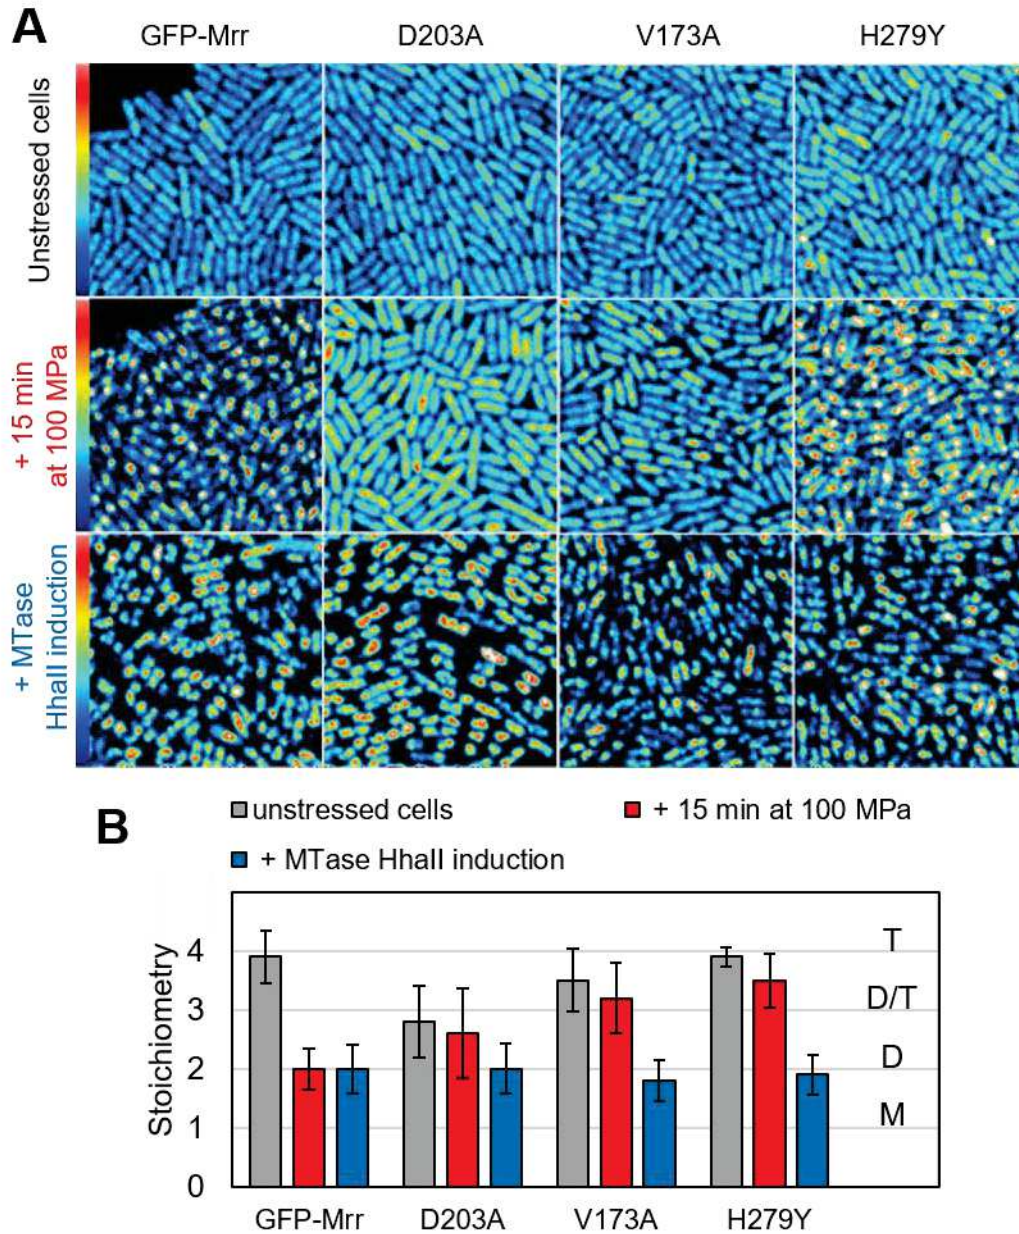 A
GFP-Mrr D203A V173A H279Y
Unstressed cells
+ 15 min
at 100 MPa
+ MTase
HhaII induction
B
unstressed cells + 15 min at 100 MPa
+ MTase HhaII induction
Stoichiometry
4
3
2
1
0
T
D/T
D
M
GFP-Mrr D203A V173A H279Y